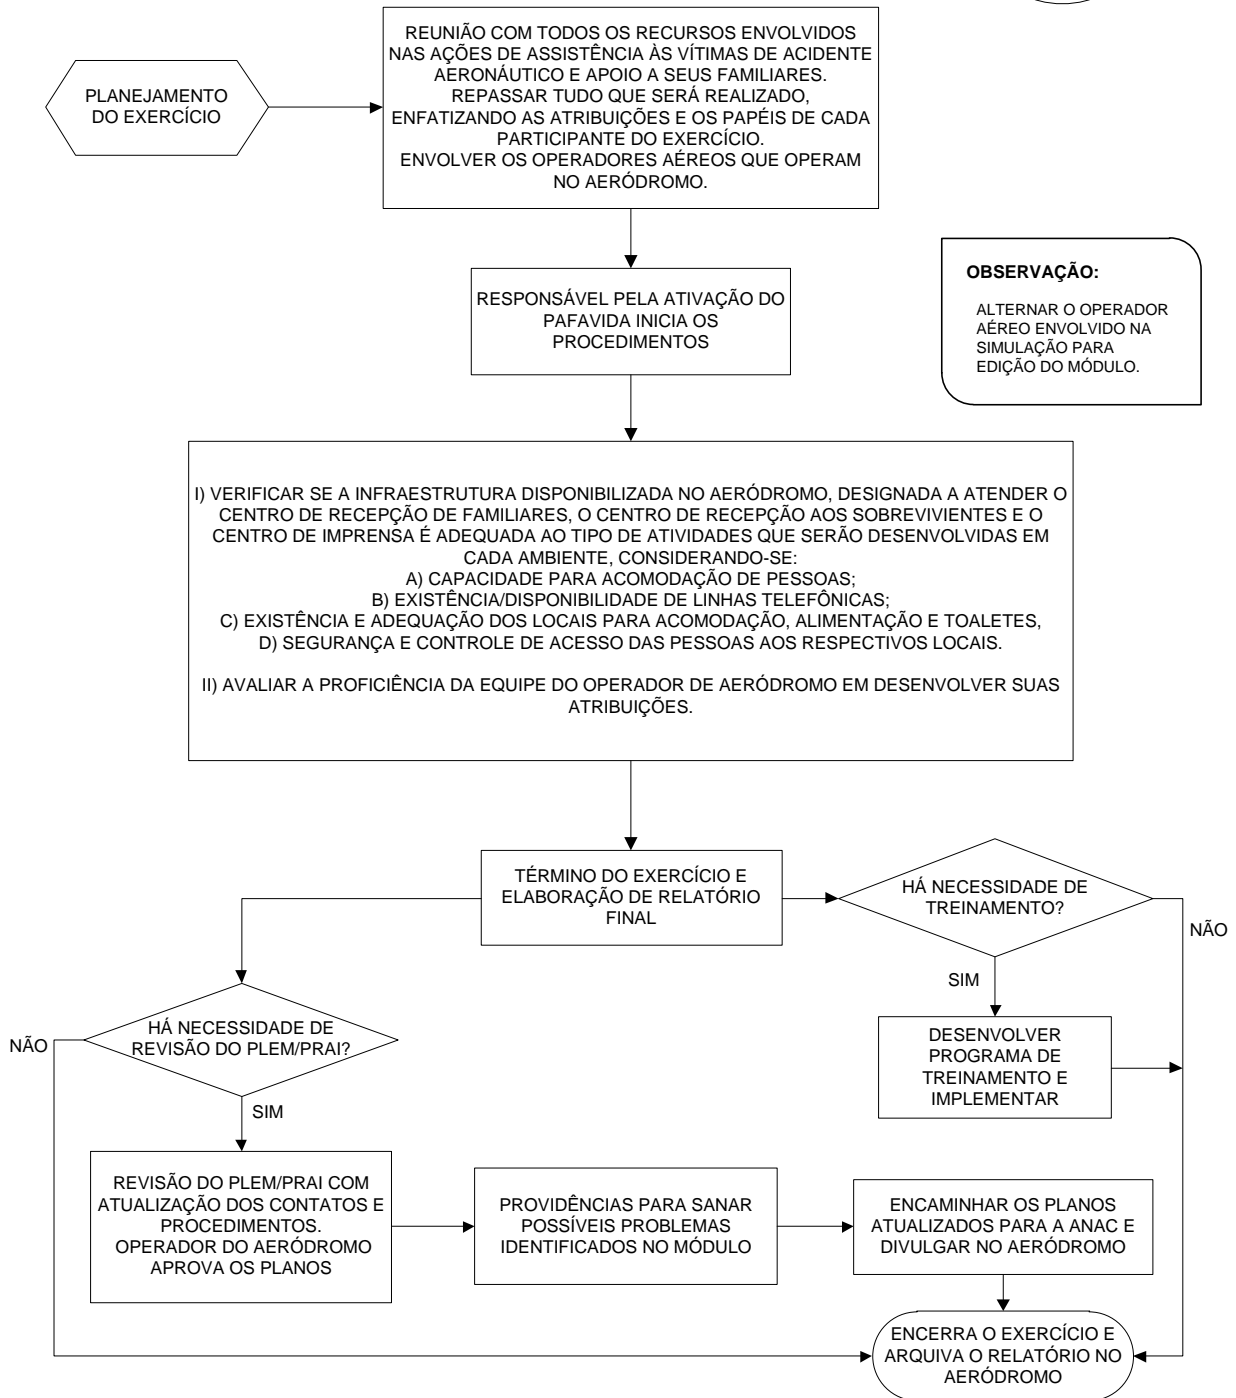 REUNIÃO COM TODOS OS RECURSOS ENVOLVIDOS
NAS AÇÕES DE ASSISTÊNCIA ÀS VÍTIMAS DE ACIDENTE
AERONÁUTICO E APOIO A SEUS FAMILIARES.
REPASSAR TUDO QUE SERÁ REALIZADO,
ENFATIZANDO AS ATRIBUIÇÕES E OS PAPÉIS DE CADA
PARTICIPANTE DO EXERCÍCIO.
ENVOLVER OS OPERADORES AÉREOS QUE OPERAM
NO AERÓDROMO.
PLANEJAMENTO
DO EXERCÍCIO
RESPONSÁVEL PELA ATIVAÇÃO DO
PAFAVIDA INICIA OS
PROCEDIMENTOS
OBSERVAÇÃO:
ALTERNAR O OPERADOR
AÉREO ENVOLVIDO NA
SIMULAÇÃO PARA
EDIÇÃO DO MÓDULO.
I) VERIFICAR SE A INFRAESTRUTURA DISPONIBILIZADA NO AERÓDROMO, DESIGNADA A ATENDER O
CENTRO DE RECEPÇÃO DE FAMILIARES, O CENTRO DE RECEPÇÃO AOS SOBREVIVIENTES E O
CENTRO DE IMPRENSA É ADEQUADA AO TIPO DE ATIVIDADES QUE SERÃO DESENVOLVIDAS EM
CADA AMBIENTE, CONSIDERANDO-SE:
A) CAPACIDADE PARA ACOMODAÇÃO DE PESSOAS;
B) EXISTÊNCIA/DISPONIBILIDADE DE LINHAS TELEFÔNICAS;
C) EXISTÊNCIA E ADEQUAÇÃO DOS LOCAIS PARA ACOMODAÇÃO, ALIMENTAÇÃO E TOALETES,
D) SEGURANÇA E CONTROLE DE ACESSO DAS PESSOAS AOS RESPECTIVOS LOCAIS.
II) AVALIAR A PROFICIÊNCIA DA EQUIPE DO OPERADOR DE AERÓDROMO EM DESENVOLVER SUAS
ATRIBUIÇÕES.
TÉRMINO DO EXERCÍCIO E
ELABORAÇÃO DE RELATÓRIO
FINAL
HÁ NECESSIDADE DE
TREINAMENTO?
NÃO
SIM
HÁ NECESSIDADE DE
REVISÃO DO PLEM/PRAI?
NÃO
SIM
DESENVOLVER
PROGRAMA DE
TREINAMENTO E
IMPLEMENTAR
REVISÃO DO PLEM/PRAI COM
ATUALIZAÇÃO DOS CONTATOS E
PROCEDIMENTOS.
OPERADOR DO AERÓDROMO
APROVA OS PLANOS
PROVIDÊNCIAS PARA SANAR
POSSÍVEIS PROBLEMAS
IDENTIFICADOS NO MÓDULO
ENCAMINHAR OS PLANOS
ATUALIZADOS PARA A ANAC E
DIVULGAR NO AERÓDROMO
ENCERRA O EXERCÍCIO E
ARQUIVA O RELATÓRIO NO
AERÓDROMO